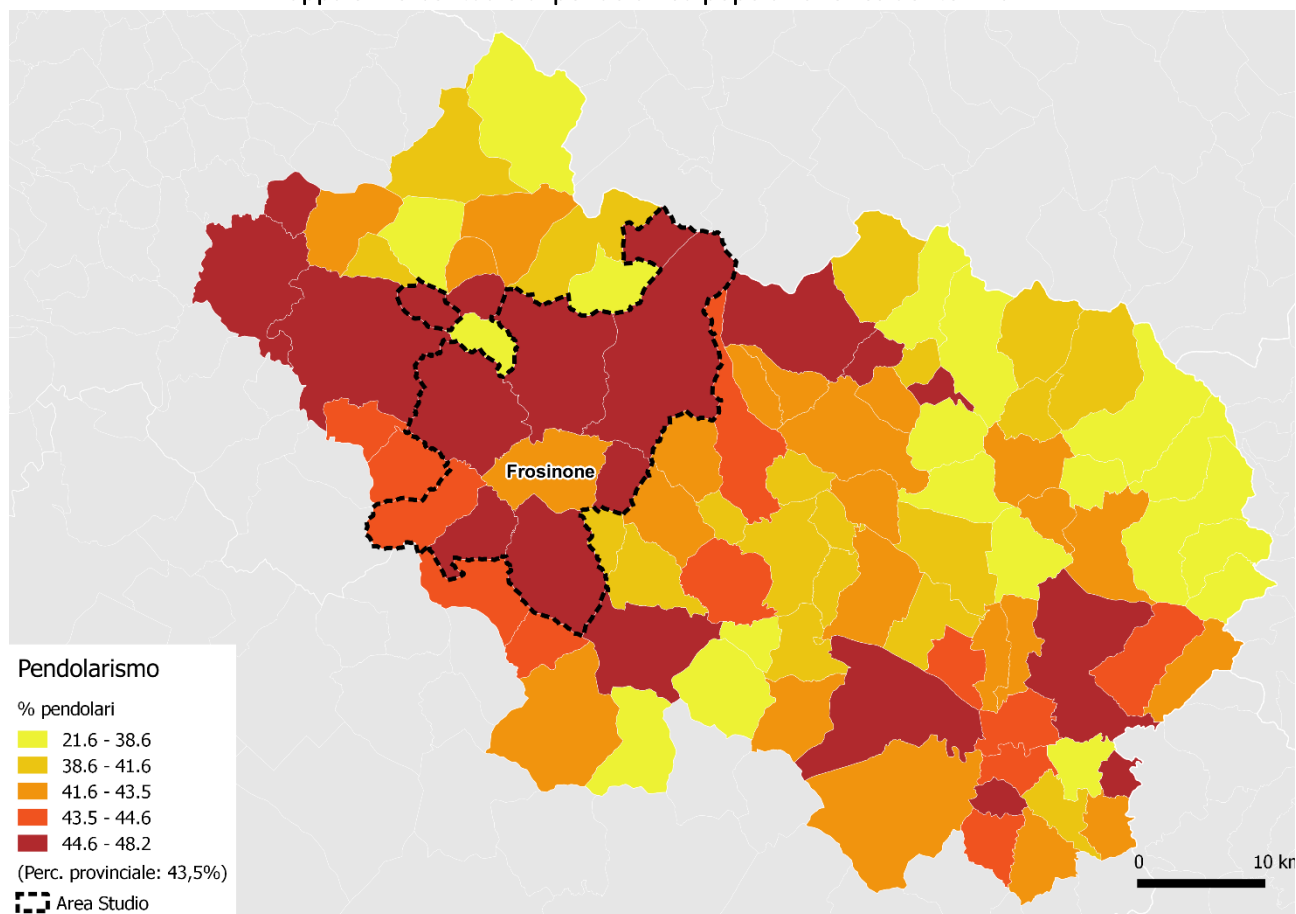 Frosinone
Pendolarismo
% pendolari
21.6 - 38.6
38.6 - 41.6
41.6 - 43.5
43.5 - 44.6
44.6 - 48.2
(Perc. provinciale: 43,5%)
Area Studio
0 10 km